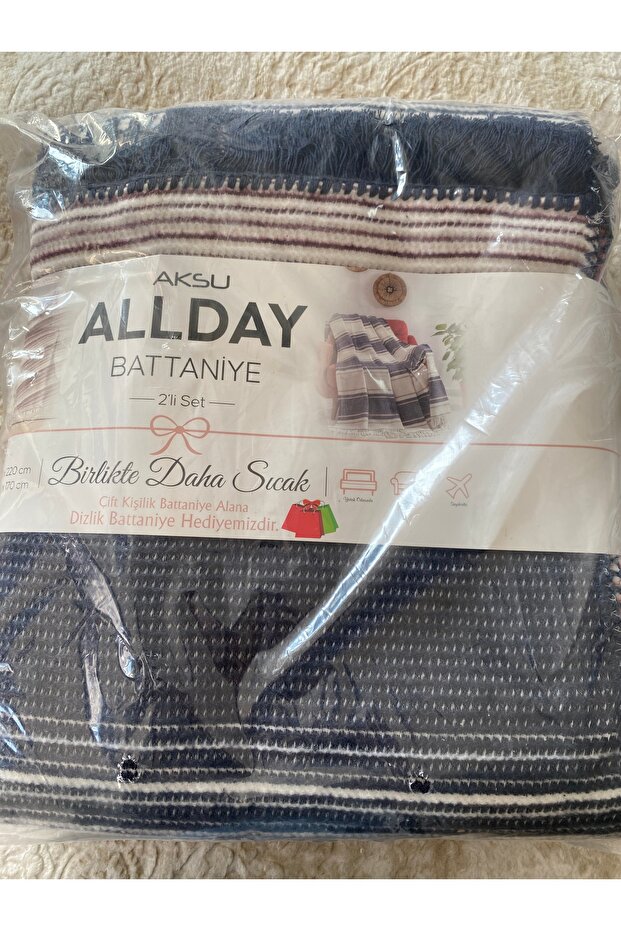 AKSU
ALLDAY
BATTANİYE
2'li Set
220 cm
170 cm
Birlikte Daha Sıcak
Çift Kişilik Battaniye Alana
Dizlik Battaniye Hediyemizdir.